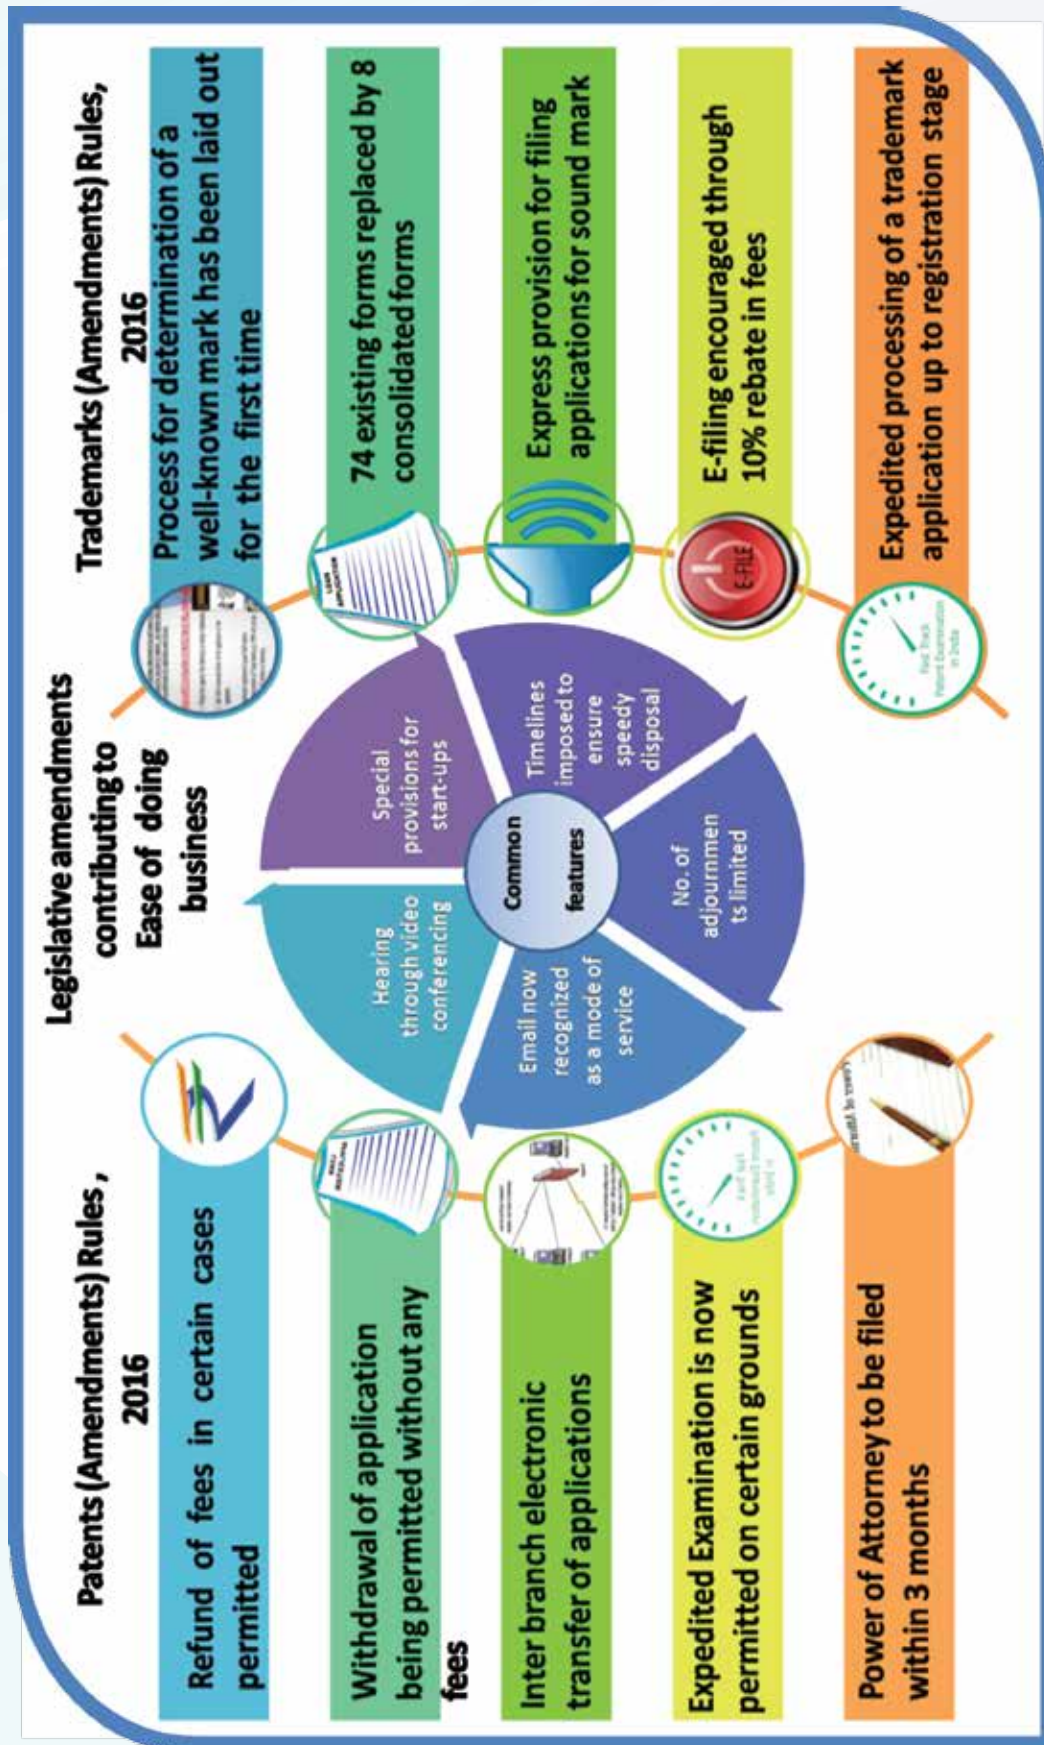 Legislative amendments
contributing to
Ease of doing
business
Patents (Amendments) Rules,
2016
Refund of fees in certain cases
permitted
Withdrawal of application
being permitted without any
fees
Inter branch electronic
transfer of applications
Expedited Examination is now
permitted on certain grounds
Power of Attorney to be filed
within 3 months
Common
features
Hearing
through video
conferencing
Special
provisions for
start-ups
Timelines
imposed to
ensure
speedy
disposal
No. of
adjournmen
ts limited
Email now
recognized
as a mode of
service
Trademarks (Amendments) Rules,
2016
Process for determination of a
well-known mark has been laid out
for the first time
74 existing forms replaced by 8
consolidated forms
Express provision for filing
applications for sound mark
E-FILE
E-filing encouraged through
10% rebate in fees
Fast Track
Patent Examination
in India
Expedited processing of a trademark
application up to registration stage